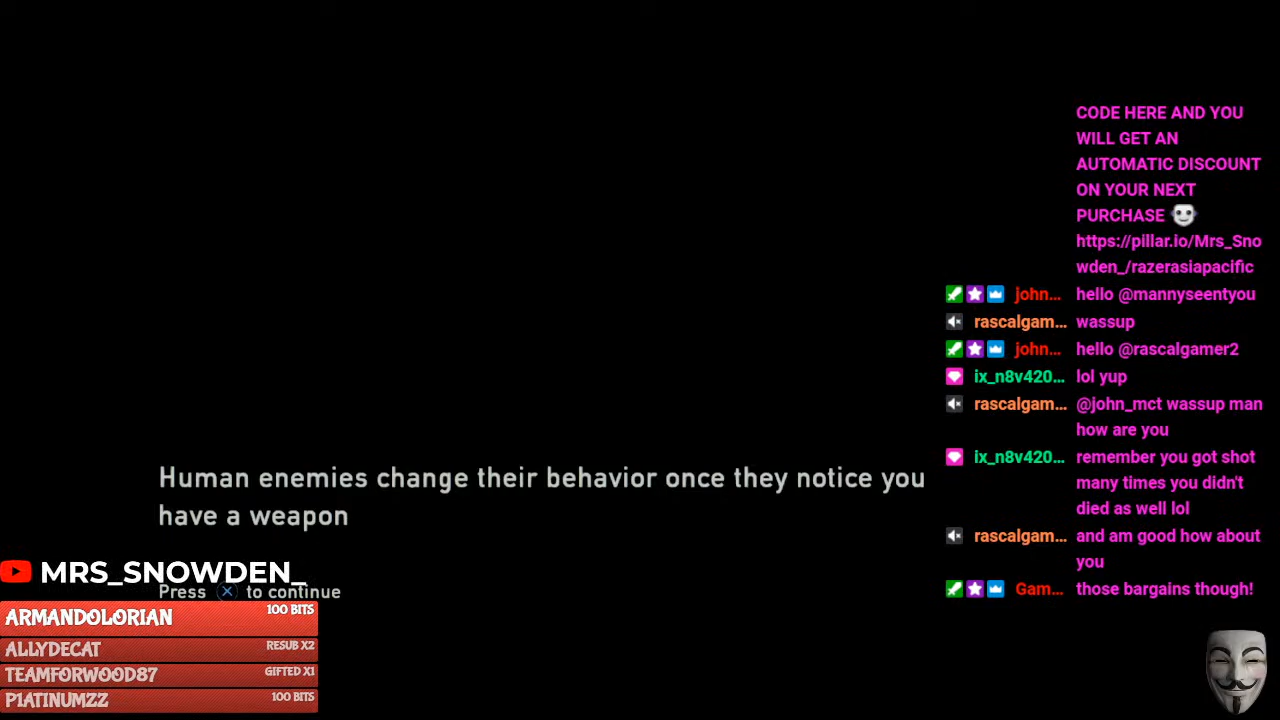 CODE HERE AND YOU
WILL GET AN
AUTOMATIC DISCOUNT
ON YOUR NEXT
PURCHASE
https://pillar.io/Mrs_Sno
wden_/razerasiapacific
john... hello @mannyseentyou
rascalgam... wassup
john... hello @rascalgamer2
ix_n8v420... lol yup
rascalgam... @john_mct wassup man
how are you
ix_n8v420... remember you got shot
many times you didn't
died as well lol
rascalgam... and am good how about
you
Gam... those bargains though!
Human enemies change their behavior once they notice you
have a weapon
MRS_SNOWDEN_
Press X to continue
ARMANDOLORIAN 100 BITS
ALLYDECAT RESUB X2
TEAMFORWOOD87 GIFTED X1
P1ATINUMZZ 100 BITS